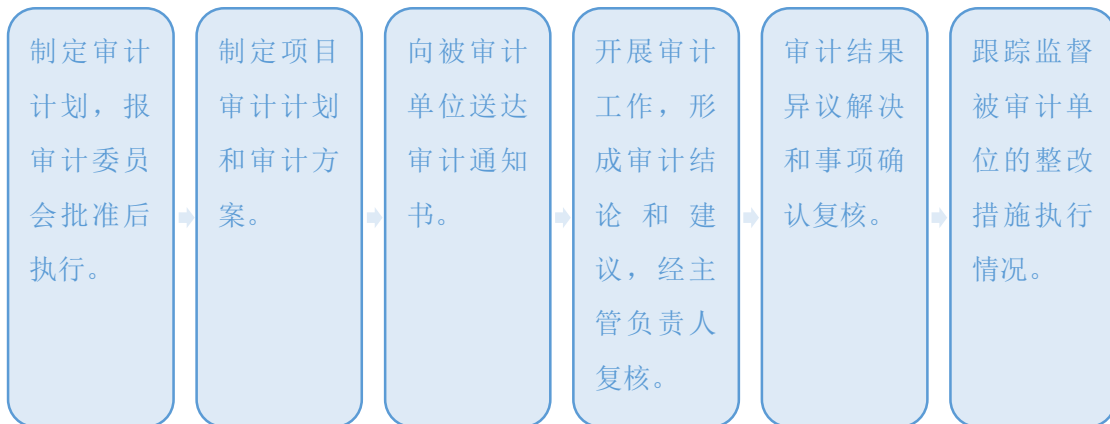 制定审计
计划，报
审计委员
会批准后
执行。
制定项目
审计计划
和审计方
案。
向被审计
单位送达
审计通知
书。
开展审计
工作，形
成审计结
论和建
议，经主
管负责人
复核。
审计结果
异议解决
和事项确
认复核。
跟踪监督
被审计单
位的整改
措施执行
情况。